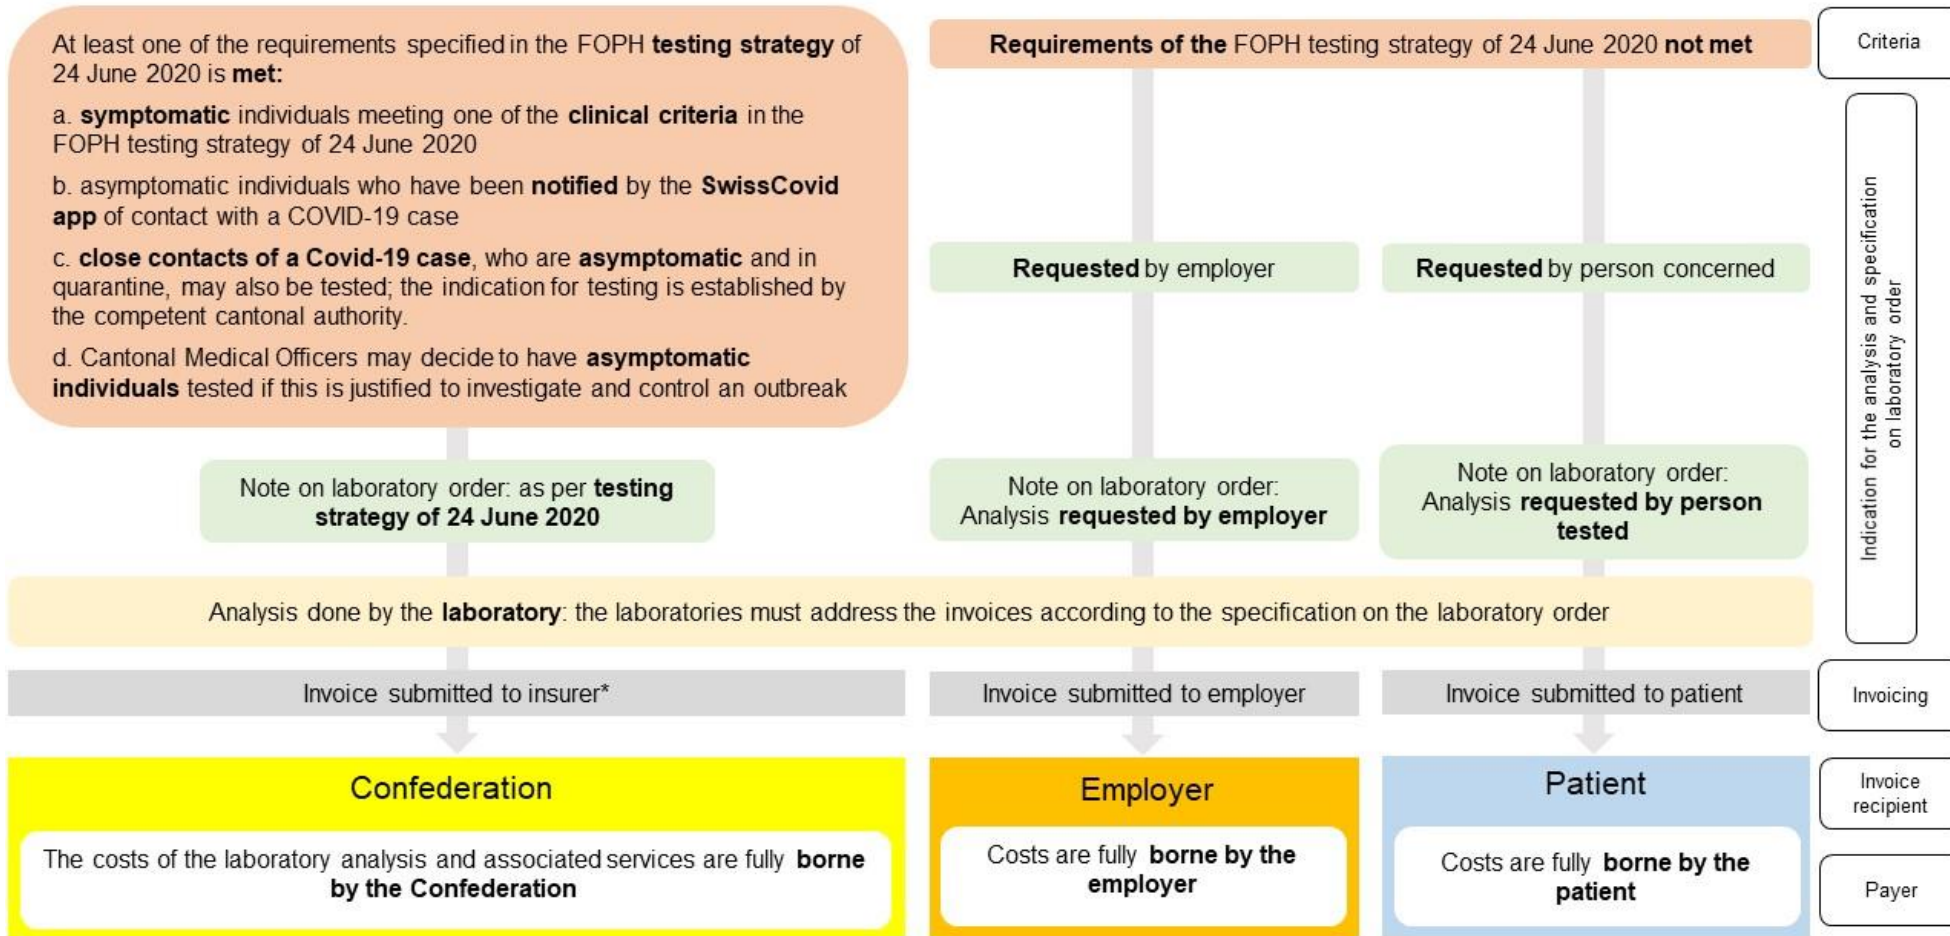 At least one of the requirements specified in the FOPH testing strategy of
24 June 2020 is met:
a. symptomatic individuals meeting one of the clinical criteria in the
FOPH testing strategy of 24 June 2020
b. asymptomatic individuals who have been notified by the SwissCovid
app of contact with a COVID-19 case
c. close contacts of a Covid-19 case, who are asymptomatic and in
quarantine, may also be tested; the indication for testing is established by
the competent cantonal authority.
d. Cantonal Medical Officers may decide to have asymptomatic
individuals tested if this is justified to investigate and control an outbreak
Requirements of the FOPH testing strategy of 24 June 2020 not met
Criteria
Requested by employer
Requested by person concerned
Indication for the analysis and specification
on laboratory order
Note on laboratory order: as per testing
strategy of 24 June 2020
Note on laboratory order:
Analysis requested by employer
Note on laboratory order:
Analysis requested by person
tested
Analysis done by the laboratory: the laboratories must address the invoices according to the specification on the laboratory order
Invoice submitted to insurer*
Invoice submitted to employer
Invoice submitted to patient
Invoicing
Confederation
Employer
Patient
Invoice
recipient
The costs of the laboratory analysis and associated services are fully borne
by the Confederation
Costs are fully borne by the
employer
Costs are fully borne by the
patient
Payer